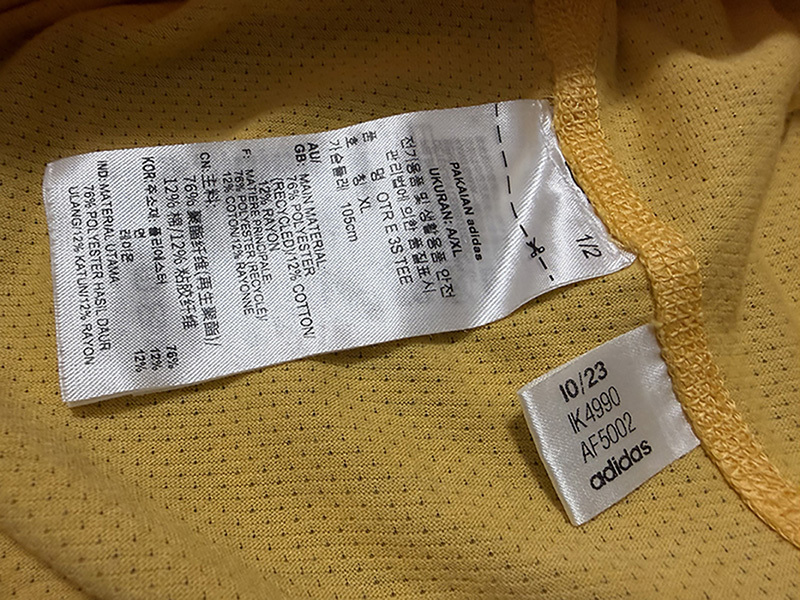 1/2
PAKAIAN adidas
UKURAN: A/XL
전기용품 및 생활용품 안전
관리법에 의한 품질표시
품 명 OTR E 3S TEE
호 칭 XL
가슴둘레 105cm
AU/
GB: MAIN MATERIAL:
76% POLYESTER
(RECYCLED)/12% COTTON/
12% RAYON
F: MATIERE PRINCIPALE:
76% POLYESTER (RECYCLE)/
12% COTON/12% RAYONNE
CN: 主料:
76% 聚酯纤维(再生聚酯)/
12% 棉/12% 粘胶纤维
KOR: 주소재: 폴리에스터 76%
면 12%
레이온 12%
IND: MATERIAL UTAMA:
76% POLYESTER HASIL DAUR
ULANG/12% KATUN/12% RAYON
10/23
IK4990
AF5002
adidas